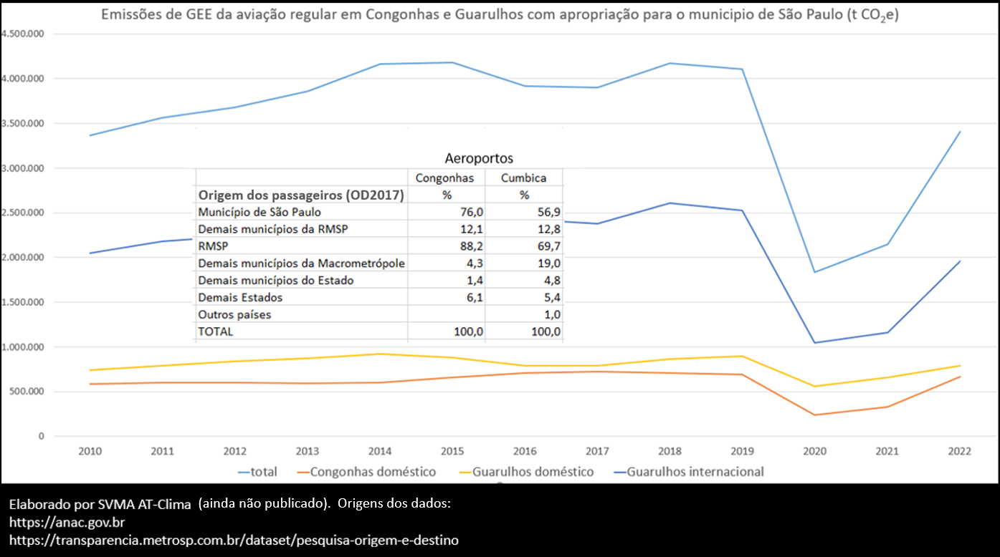 Emissões de GEE da aviação regular em Congonhas e Guarulhos com apropriação para o municipio de São Paulo (t CO₂e)
4.500.000
4.000.000
3.500.000
3.000.000
2.500.000
2.000.000
1.500.000
1.000.000
500.000
0
Aeroportos
Congonhas Cumbica
Origem dos passageiros (OD2017) % %
Município de São Paulo 76,0 56,9
Demais municípios da RMSP 12,1 12,8
RMSP 88,2 69,7
Demais municípios da Macrometrópole 4,3 19,0
Demais municípios do Estado 1,4 4,8
Demais Estados 6,1 5,4
Outros países 1,0
TOTAL 100,0 100,0
2010 2011 2012 2013 2014 2015 2016 2017 2018 2019 2020 2021 2022
total Congonhas doméstico Guarulhos doméstico Guarulhos internacional
Elaborado por SVMA AT-Clima (ainda não publicado). Origens dos dados:
https://anac.gov.br
https://transparencia.metrosp.com.br/dataset/pesquisa-origem-e-destino